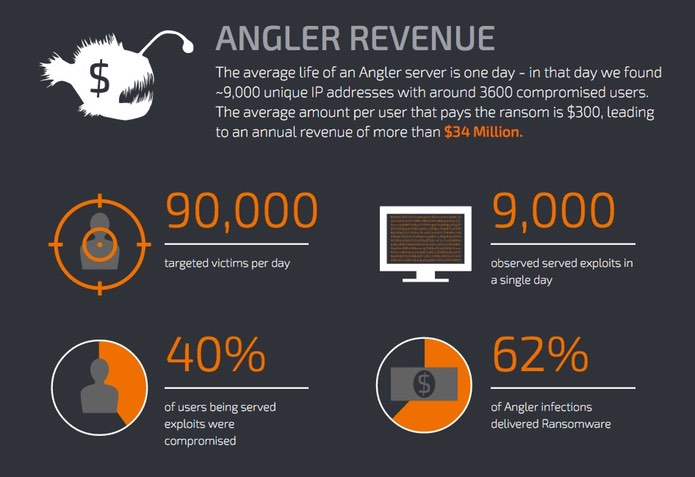 ANGLER REVENUE
The average life of an Angler server is one day - in that day we found
~9,000 unique IP addresses with around 3600 compromised users.
The average amount per user that pays the ransom is $300, leading
to an annual revenue of more than $34 Million.
$
90,000
targeted victims per day
9,000
observed served exploits in
a single day
40%
of users being served
exploits were
compromised
$
62%
of Angler infections
delivered Ransomware